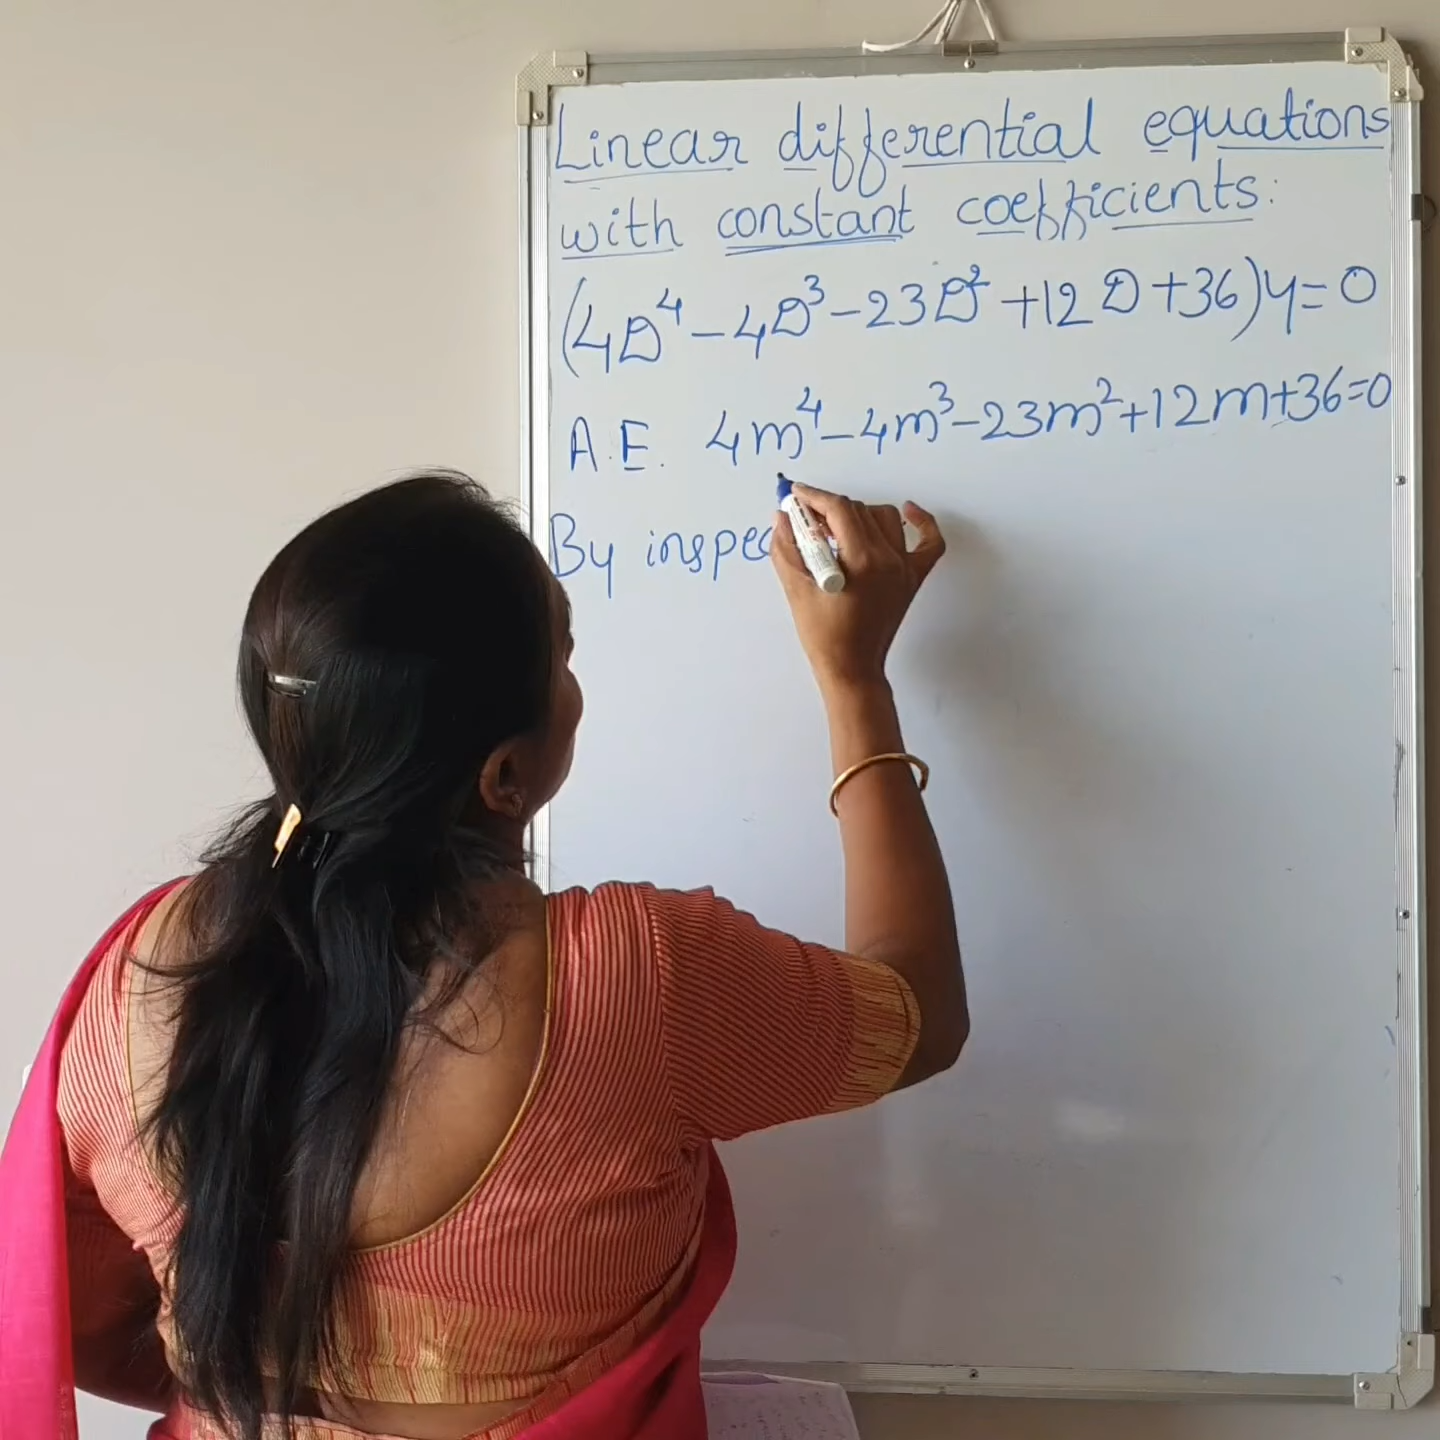 Linear differential equations
with constant coefficients:
(4D⁴-4D³-23D²+12D+36)y=0
A.E. 4m⁴-4m³-23m²+12m+36=0
By inspec